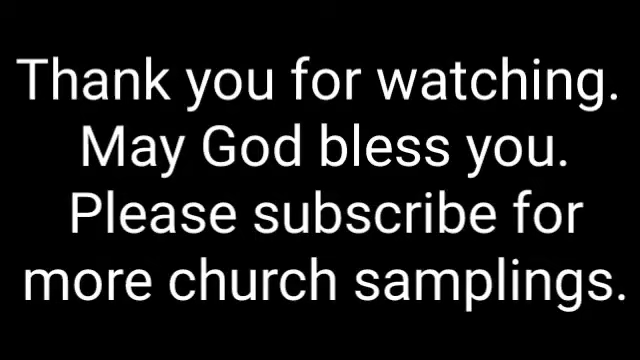 Thank you for watching.
May God bless you.
Please subscribe for
more church samplings.